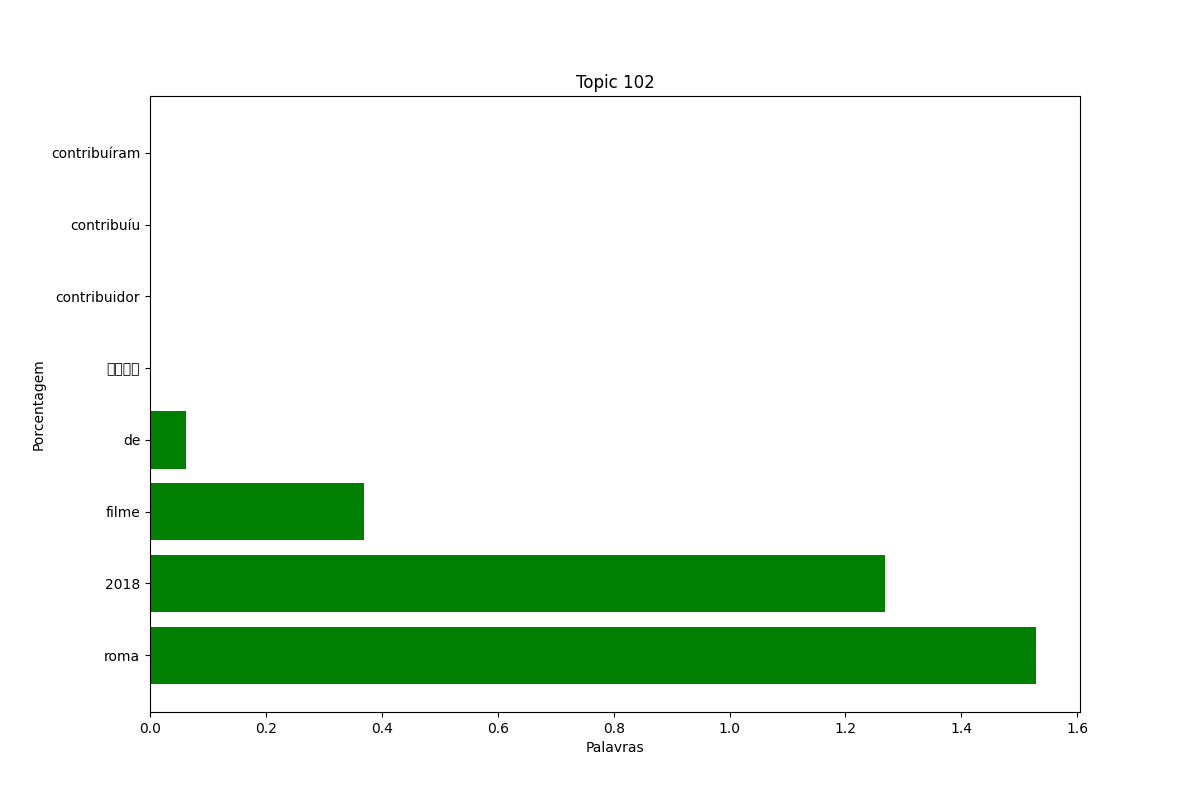 Topic 102
contribuíram
contribuíu
contribuidor
de
filme
2018
roma
Porcentagem
0.0 0.2 0.4 0.6 0.8 1.0 1.2 1.4 1.6
Palavras